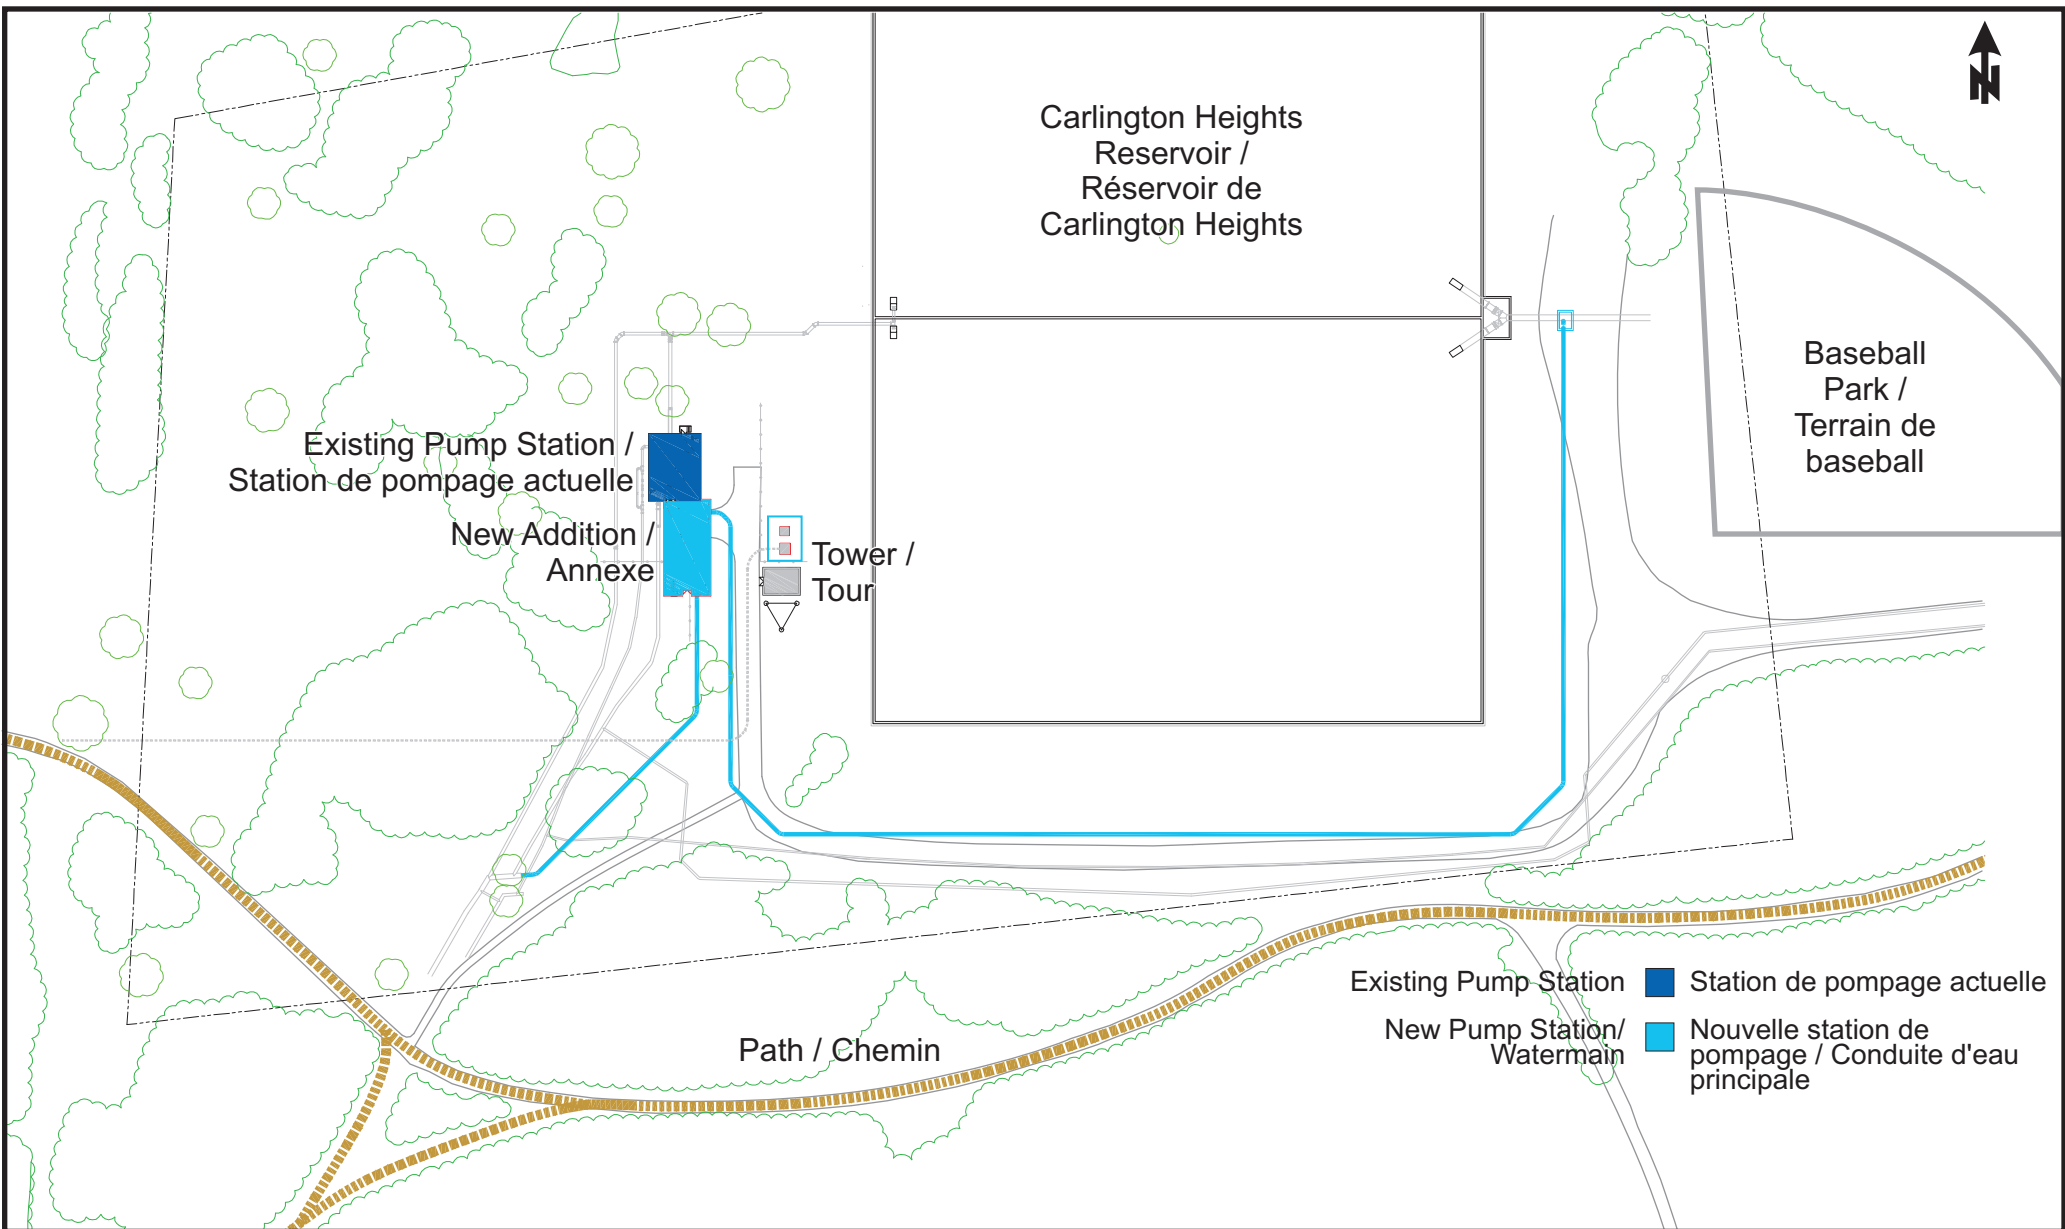 N
Carlington Heights
Reservoir /
Réservoir de
Carlington Heights
Baseball
Park /
Terrain de
baseball
Existing Pump Station /
Station de pompage actuelle
New Addition /
Annexe
Tower /
Tour
Path / Chemin
Existing Pump Station
Station de pompage actuelle
New Pump Station/
Watermain
Nouvelle station de
pompage / Conduite d'eau
principale